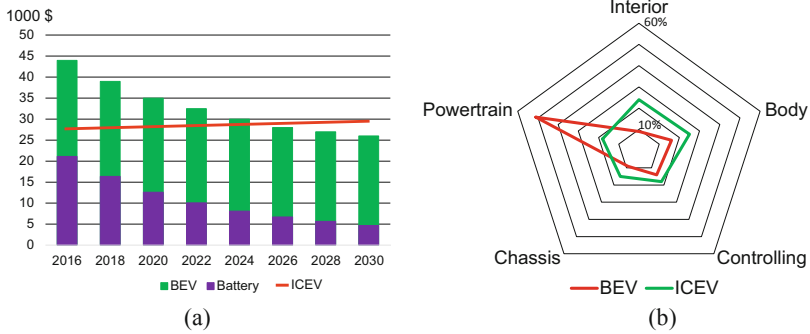 1000 $
50
45
40
35
30
25
20
15
10
5
0
2016 2018 2020 2022 2024 2026 2028 2030
BEV Battery ICEV
(a)
Interior
60%
Powertrain
Body
10%
Chassis
Controlling
BEV ICEV
(b)